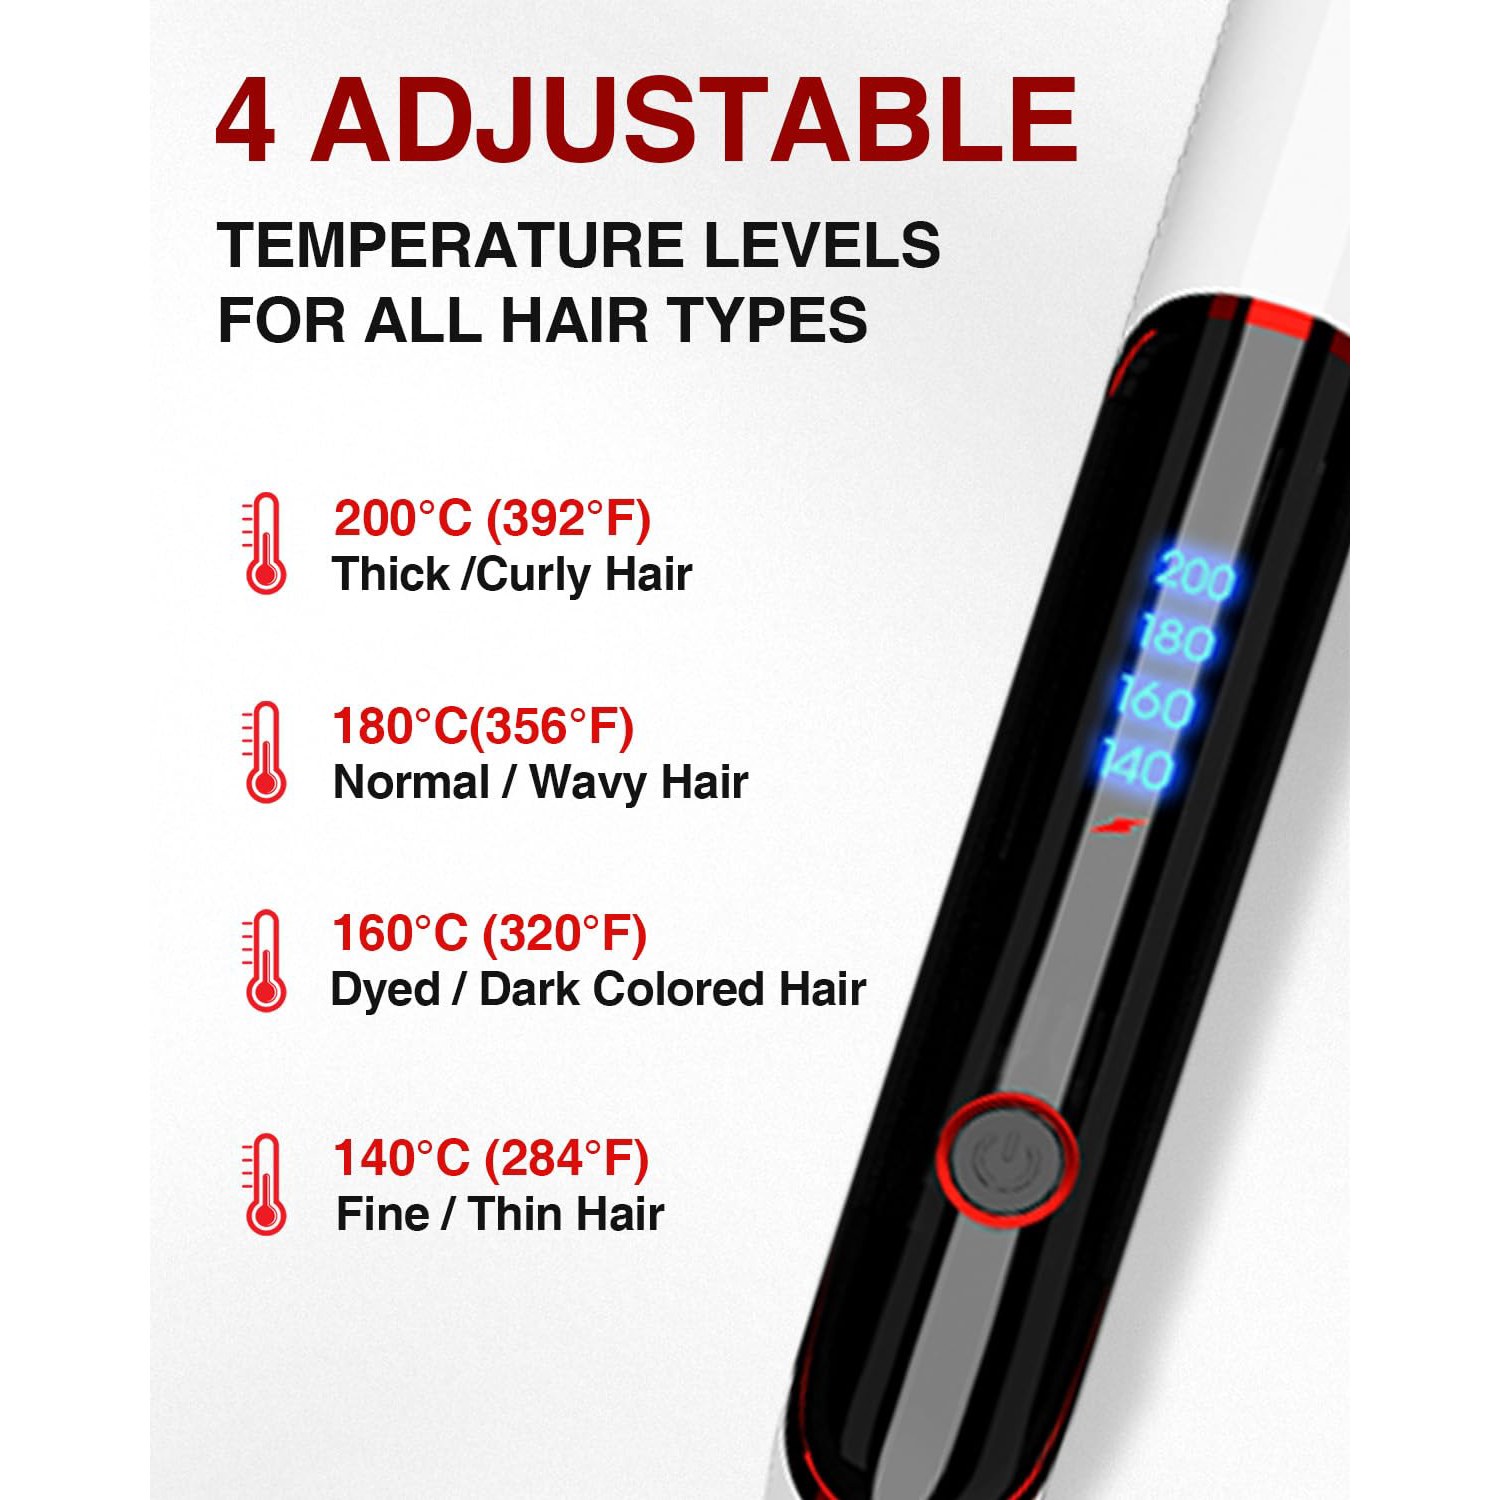 4 ADJUSTABLE
TEMPERATURE LEVELS
FOR ALL HAIR TYPES
200°C (392°F)
Thick /Curly Hair
180°C(356°F)
Normal / Wavy Hair
160°C (320°F)
Dyed / Dark Colored Hair
140°C (284°F)
Fine / Thin Hair
200
180
160
140